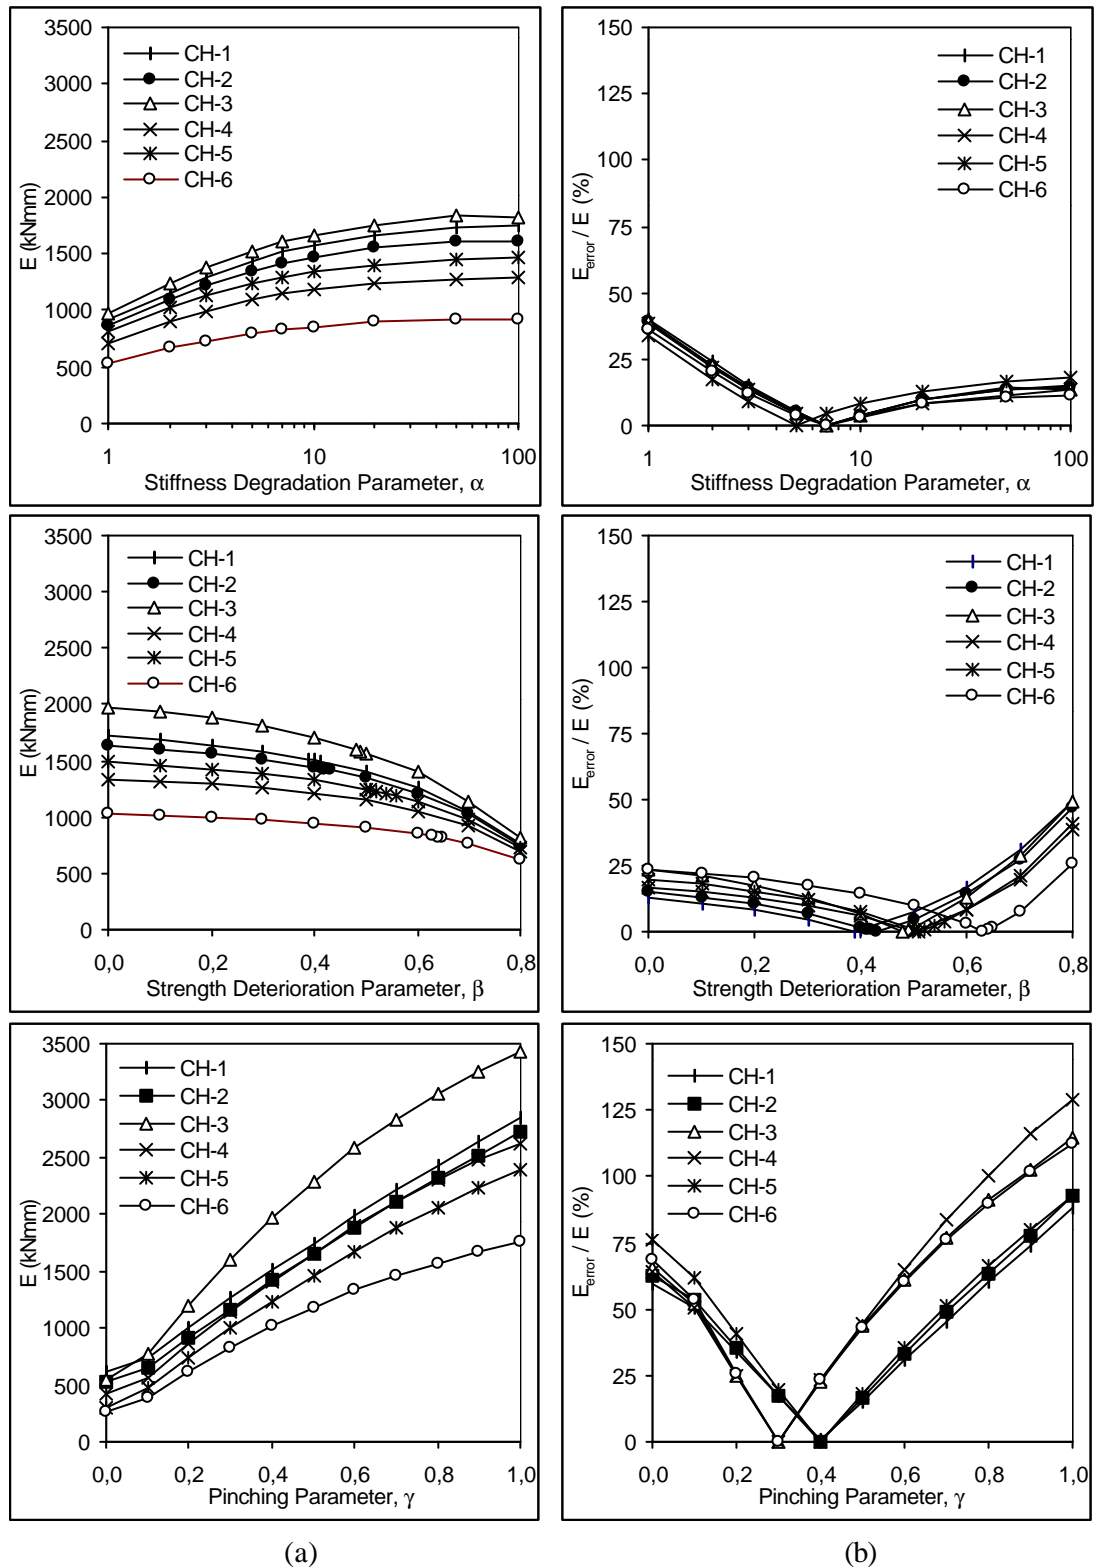 3500
3000
2500
2000
1500
1000
500
0
E (kNmm)
CH-1
CH-2
CH-3
CH-4
CH-5
CH-6
1 10 100
Stiffness Degradation Parameter, α
150
125
100
75
50
25
0
E_error / E (%)
CH-1
CH-2
CH-3
CH-4
CH-5
CH-6
1 10 100
Stiffness Degradation Parameter, α
3500
3000
2500
2000
1500
1000
500
0
E (kNmm)
CH-1
CH-2
CH-3
CH-4
CH-5
CH-6
0,0 0,2 0,4 0,6 0,8
Strength Deterioration Parameter, β
150
125
100
75
50
25
0
E_error / E (%)
CH-1
CH-2
CH-3
CH-4
CH-5
CH-6
0,0 0,2 0,4 0,6 0,8
Strength Deterioration Parameter, β
3500
3000
2500
2000
1500
1000
500
0
E (kNmm)
CH-1
CH-2
CH-3
CH-4
CH-5
CH-6
0,0 0,2 0,4 0,6 0,8 1,0
Pinching Parameter, γ
150
125
100
75
50
25
0
E_error / E (%)
CH-1
CH-2
CH-3
CH-4
CH-5
CH-6
0,0 0,2 0,4 0,6 0,8 1,0
Pinching Parameter, γ
(a) (b)